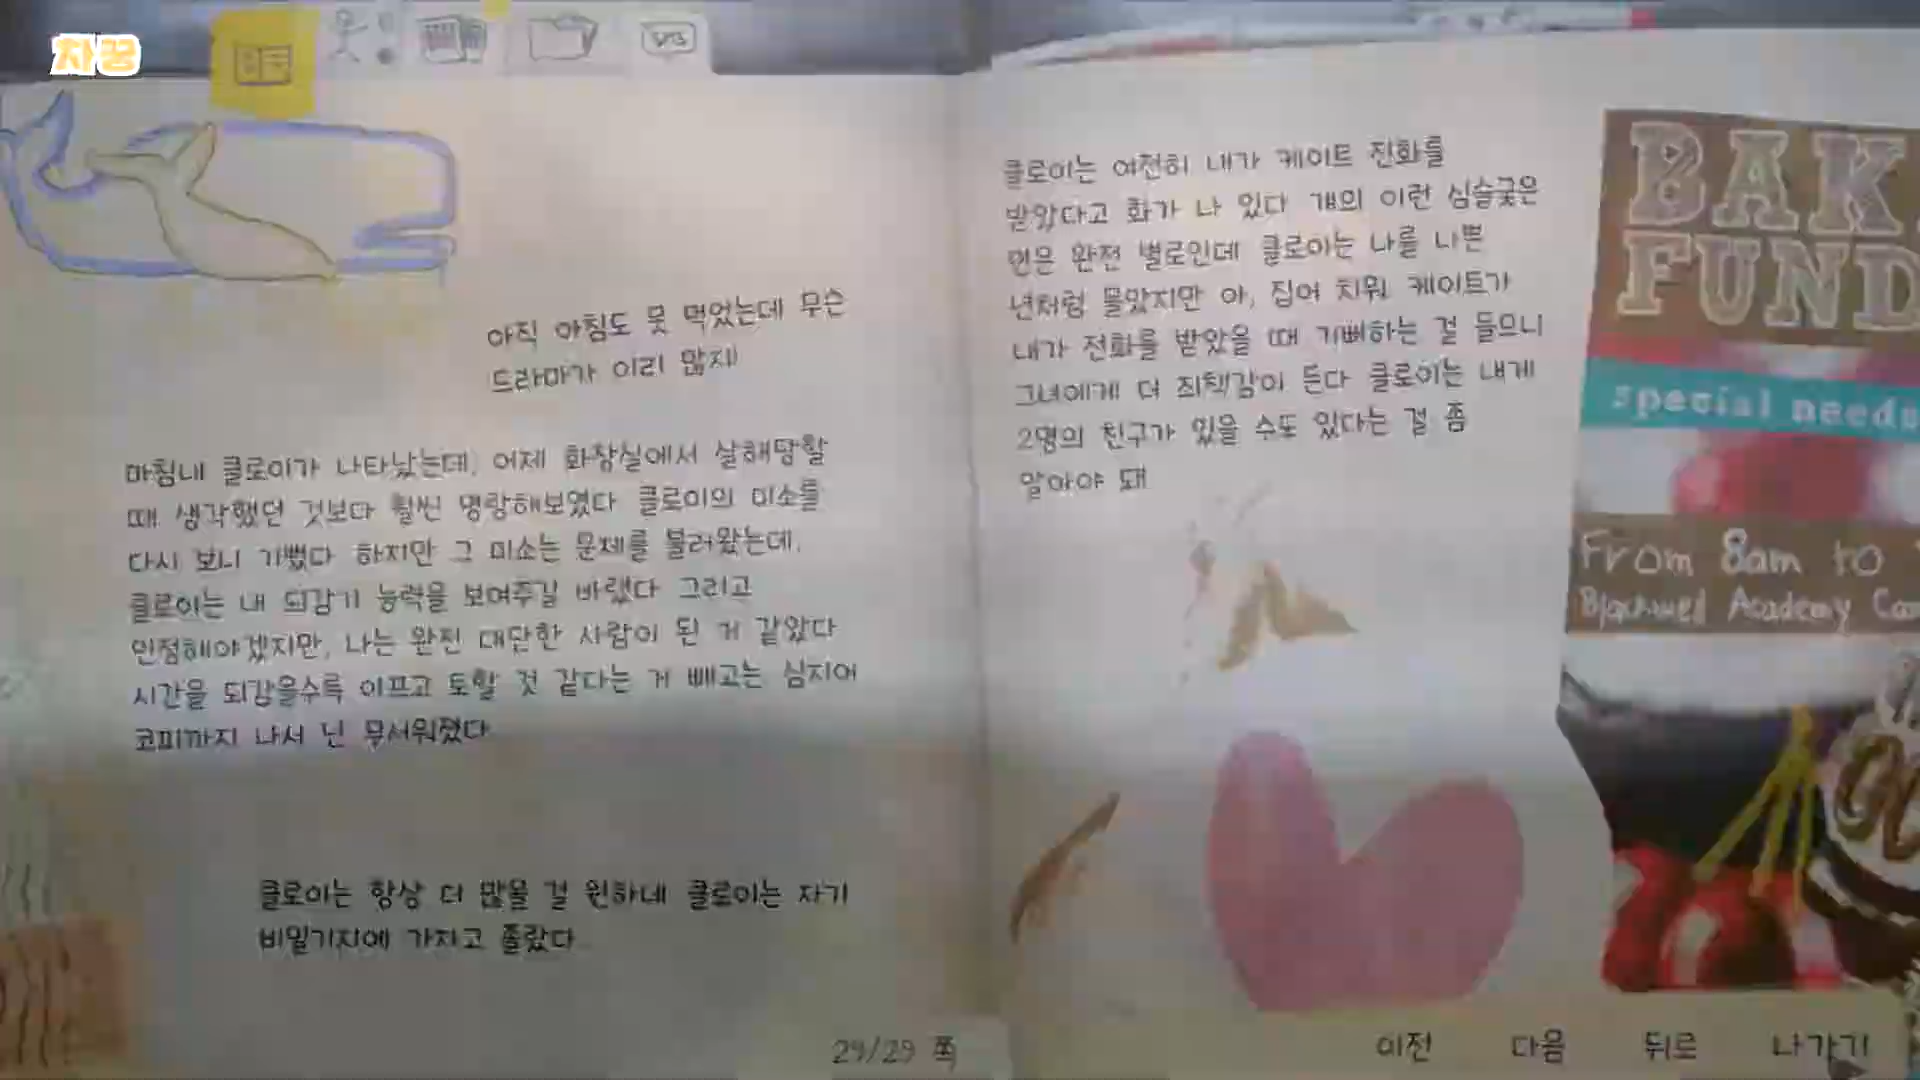 차꿍
아직 아침도 못 먹었는데 무슨
드라마가 이리 많지!
마침내 클로이가 나타났는데, 어제 화장실에서 살해당할
때 생각했던 것보다 훨씬 명랑해보였다 클로이의 미소를
다시 보니 기뻤다 하지만 그 미소는 문제를 불러왔는데,
클로이는 내 되감기 능력을 보여주길 바랬다 그리고
인정해야겠지만, 나는 완전 대단한 사람이 된 거 같았다
시간을 되감을수록 아프고 토할 것 같다는 거 빼고는 심지어
코피까지 나서 넌 무서워졌다
클로이는 항상 더 많을 걸 원하네 클로이는 자기
비밀기지에 가자고 졸랐다
29/29 쪽
클로이는 여전히 내가 케이트 전화를
받았다고 화가 나 있다 걔의 이런 심술궂은
면은 완전 별로인데 클로이는 나를 나쁜
년처럼 몰았지만 아, 집어 치워 케이트가
내가 전화를 받았을 때 기뻐하는 걸 들으니
그녀에게 더 죄책감이 든다 클로이는 내게
2명의 친구가 있을 수도 있다는 걸 좀
알아야 돼
BAK
FUND
special needs
From 8am to
Blackwell Academy Ca
이전 다음 뒤로 나가기